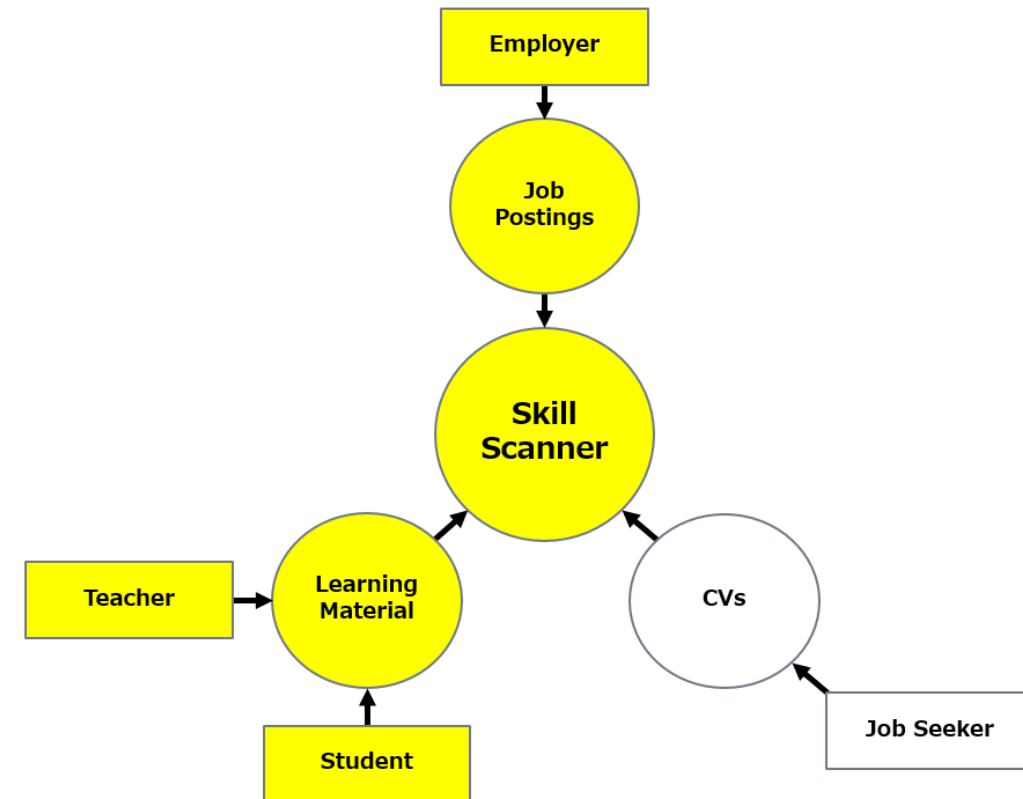 Employer
Job
Postings
Skill
Scanner
Learning
Material
Teacher
CVs
Student
Job Seeker